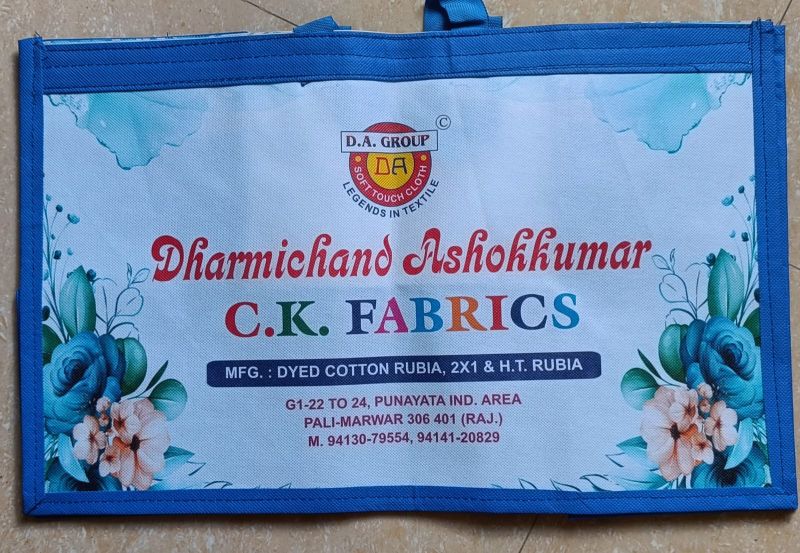 ©
D.A. GROUP
DA
SOFT TOUCH CLOTH
LEGENDS IN TEXTILE
Dharmichand Ashokkumar
C.K. FABRICS
MFG. : DYED COTTON RUBIA, 2X1 & H.T. RUBIA
G1-22 TO 24, PUNAYATA IND. AREA
PALI-MARWAR 306 401 (RAJ.)
M. 94130-79554, 94141-20829